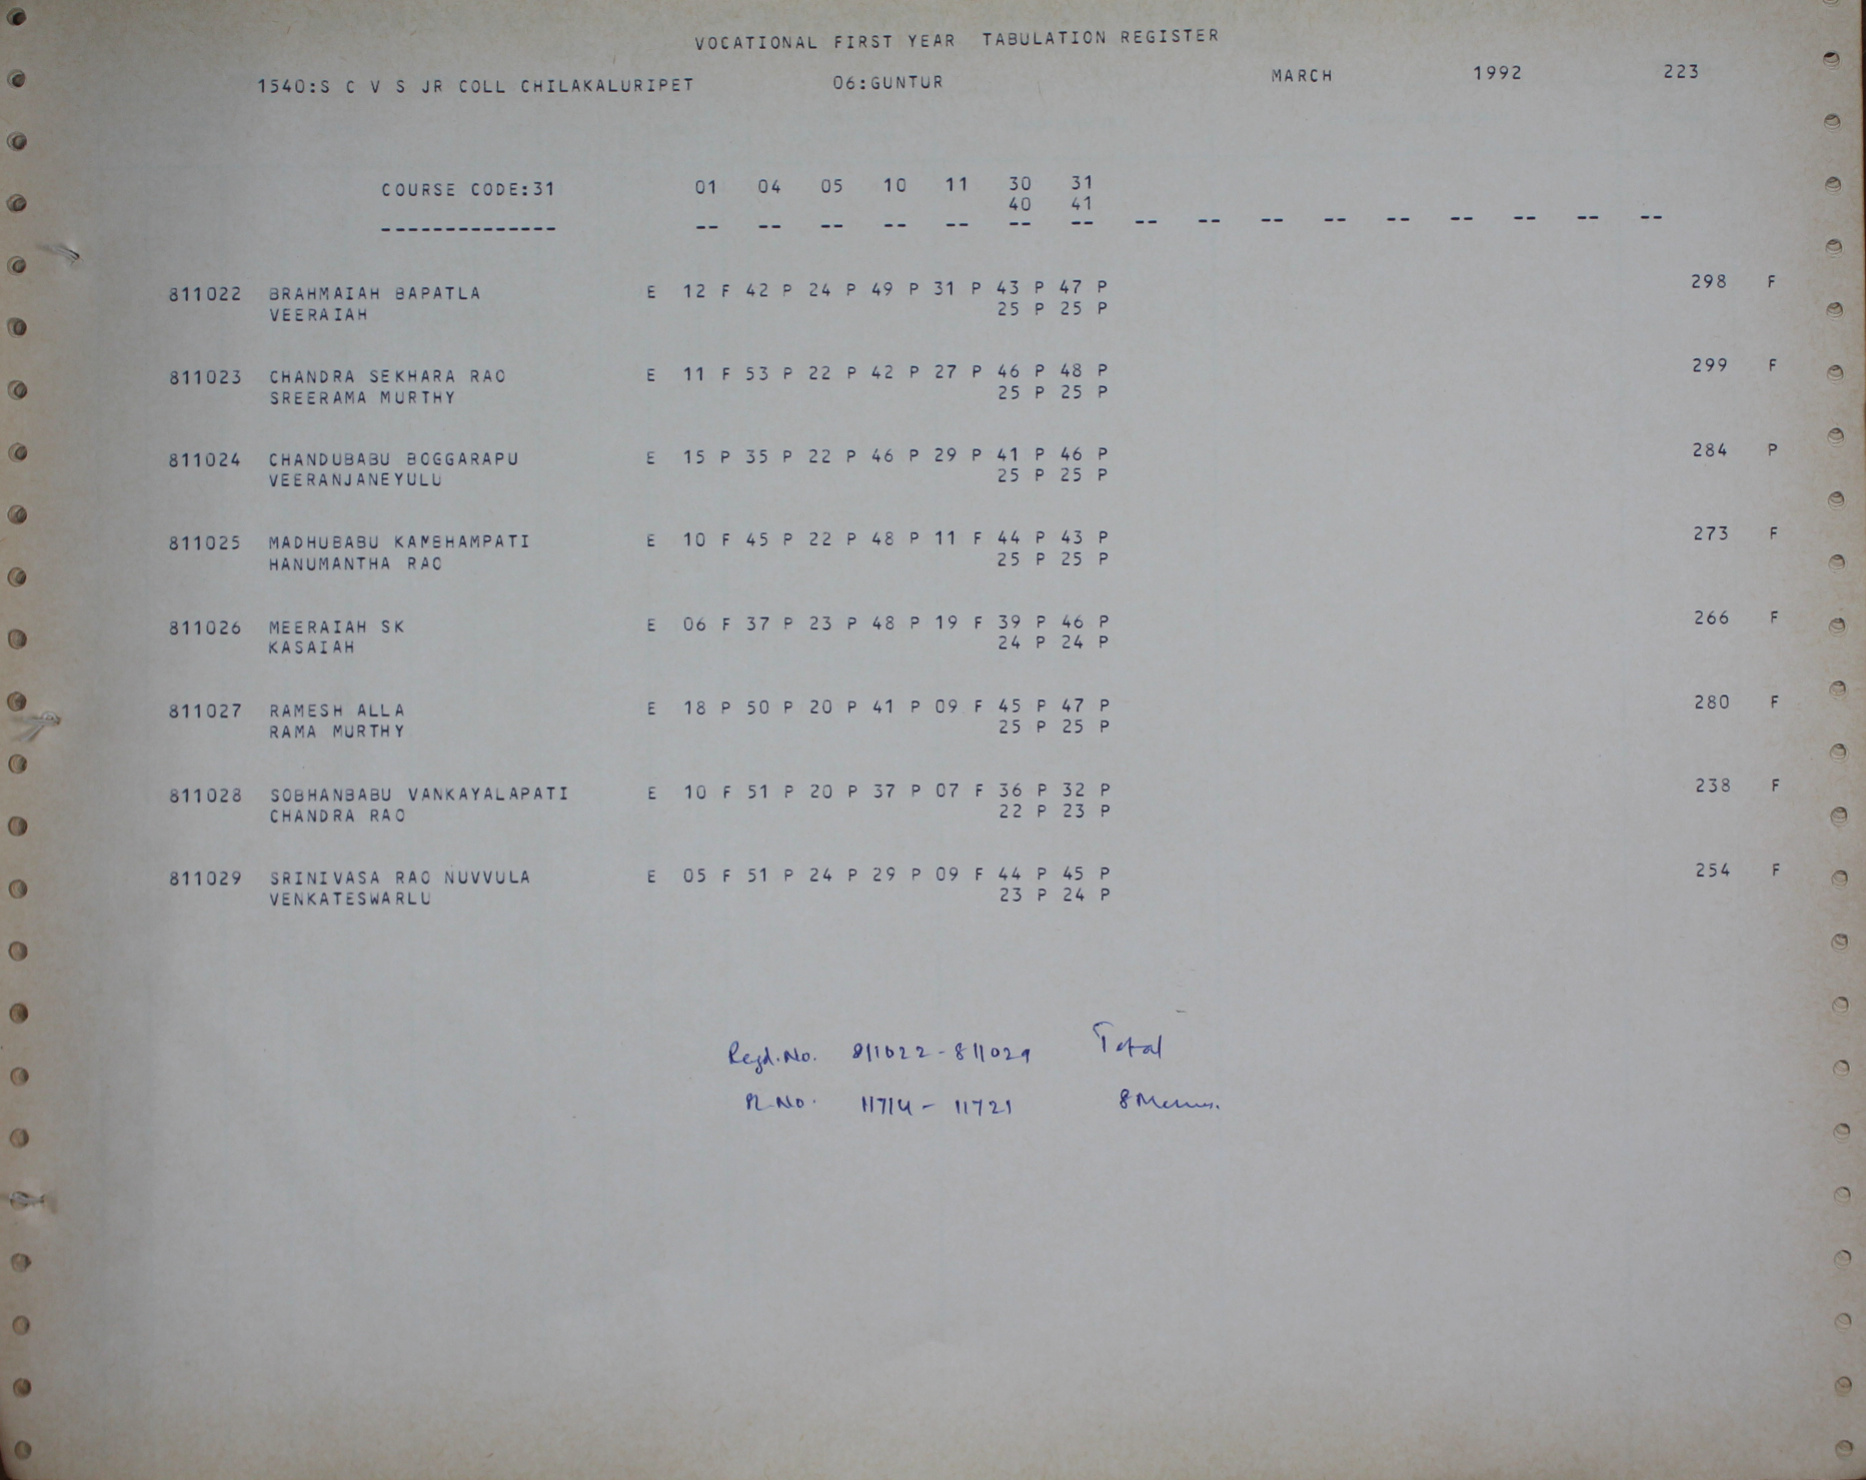 VOCATIONAL FIRST YEAR TABULATION REGISTER
1540:S C V S JR COLL CHILAKALURIPET 06:GUNTUR MARCH 1992 223
COURSE CODE:31 01 04 05 10 11 30 31
40 41
-------------- -- -- -- -- -- -- -- -- -- -- -- -- -- -- -- --
811022 BRAHMAIAH BAPATLA E 12 F 42 P 24 P 49 P 31 P 43 P 47 P 298 F
VEERAIAH 25 P 25 P
811023 CHANDRA SEKHARA RAO E 11 F 53 P 22 P 42 P 27 P 46 P 48 P 299 F
SREERAMA MURTHY 25 P 25 P
811024 CHANDUBABU BOGGARAPU E 15 P 35 P 22 P 46 P 29 P 41 P 46 P 284 P
VEERANJANEYULU 25 P 25 P
811025 MADHUBABU KAMBHAMPATI E 10 F 45 P 22 P 48 P 11 F 44 P 43 P 273 F
HANUMANTHA RAO 25 P 25 P
811026 MEERAIAH SK E 06 F 37 P 23 P 48 P 19 F 39 P 46 P 266 F
KASAIAH 24 P 24 P
811027 RAMESH ALLA E 18 P 50 P 20 P 41 P 09 F 45 P 47 P 280 F
RAMA MURTHY 25 P 25 P
811028 SOBHANBABU VANKAYALAPATI E 10 F 51 P 20 P 37 P 07 F 36 P 32 P 238 F
CHANDRA RAO 22 P 23 P
811029 SRINIVASA RAO NUVVULA E 05 F 51 P 24 P 29 P 09 F 44 P 45 P 254 F
VENKATESWARLU 23 P 24 P
Regd.No. 811022-811029 Total
No. 11714 - 11721 8